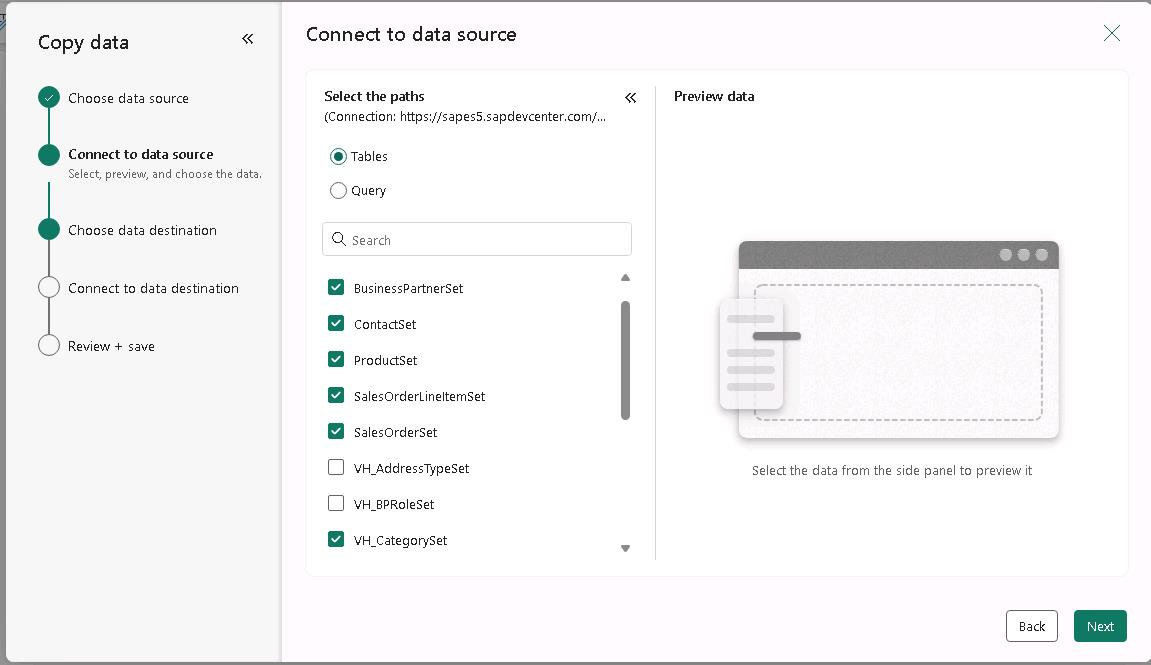 Copy data
Choose data source
Connect to data source
Select, preview, and choose the data.
Choose data destination
Connect to data destination
Review + save
Connect to data source
Select the paths
(Connection: https://sapes5.sapdevcenter.com/...
Tables
Query
Search
BusinessPartnerSet
ContactSet
ProductSet
SalesOrderLineItemSet
SalesOrderSet
VH_AddressTypeSet
VH_BPRoleSet
VH_CategorySet
Preview data
Select the data from the side panel to preview it
Back
Next